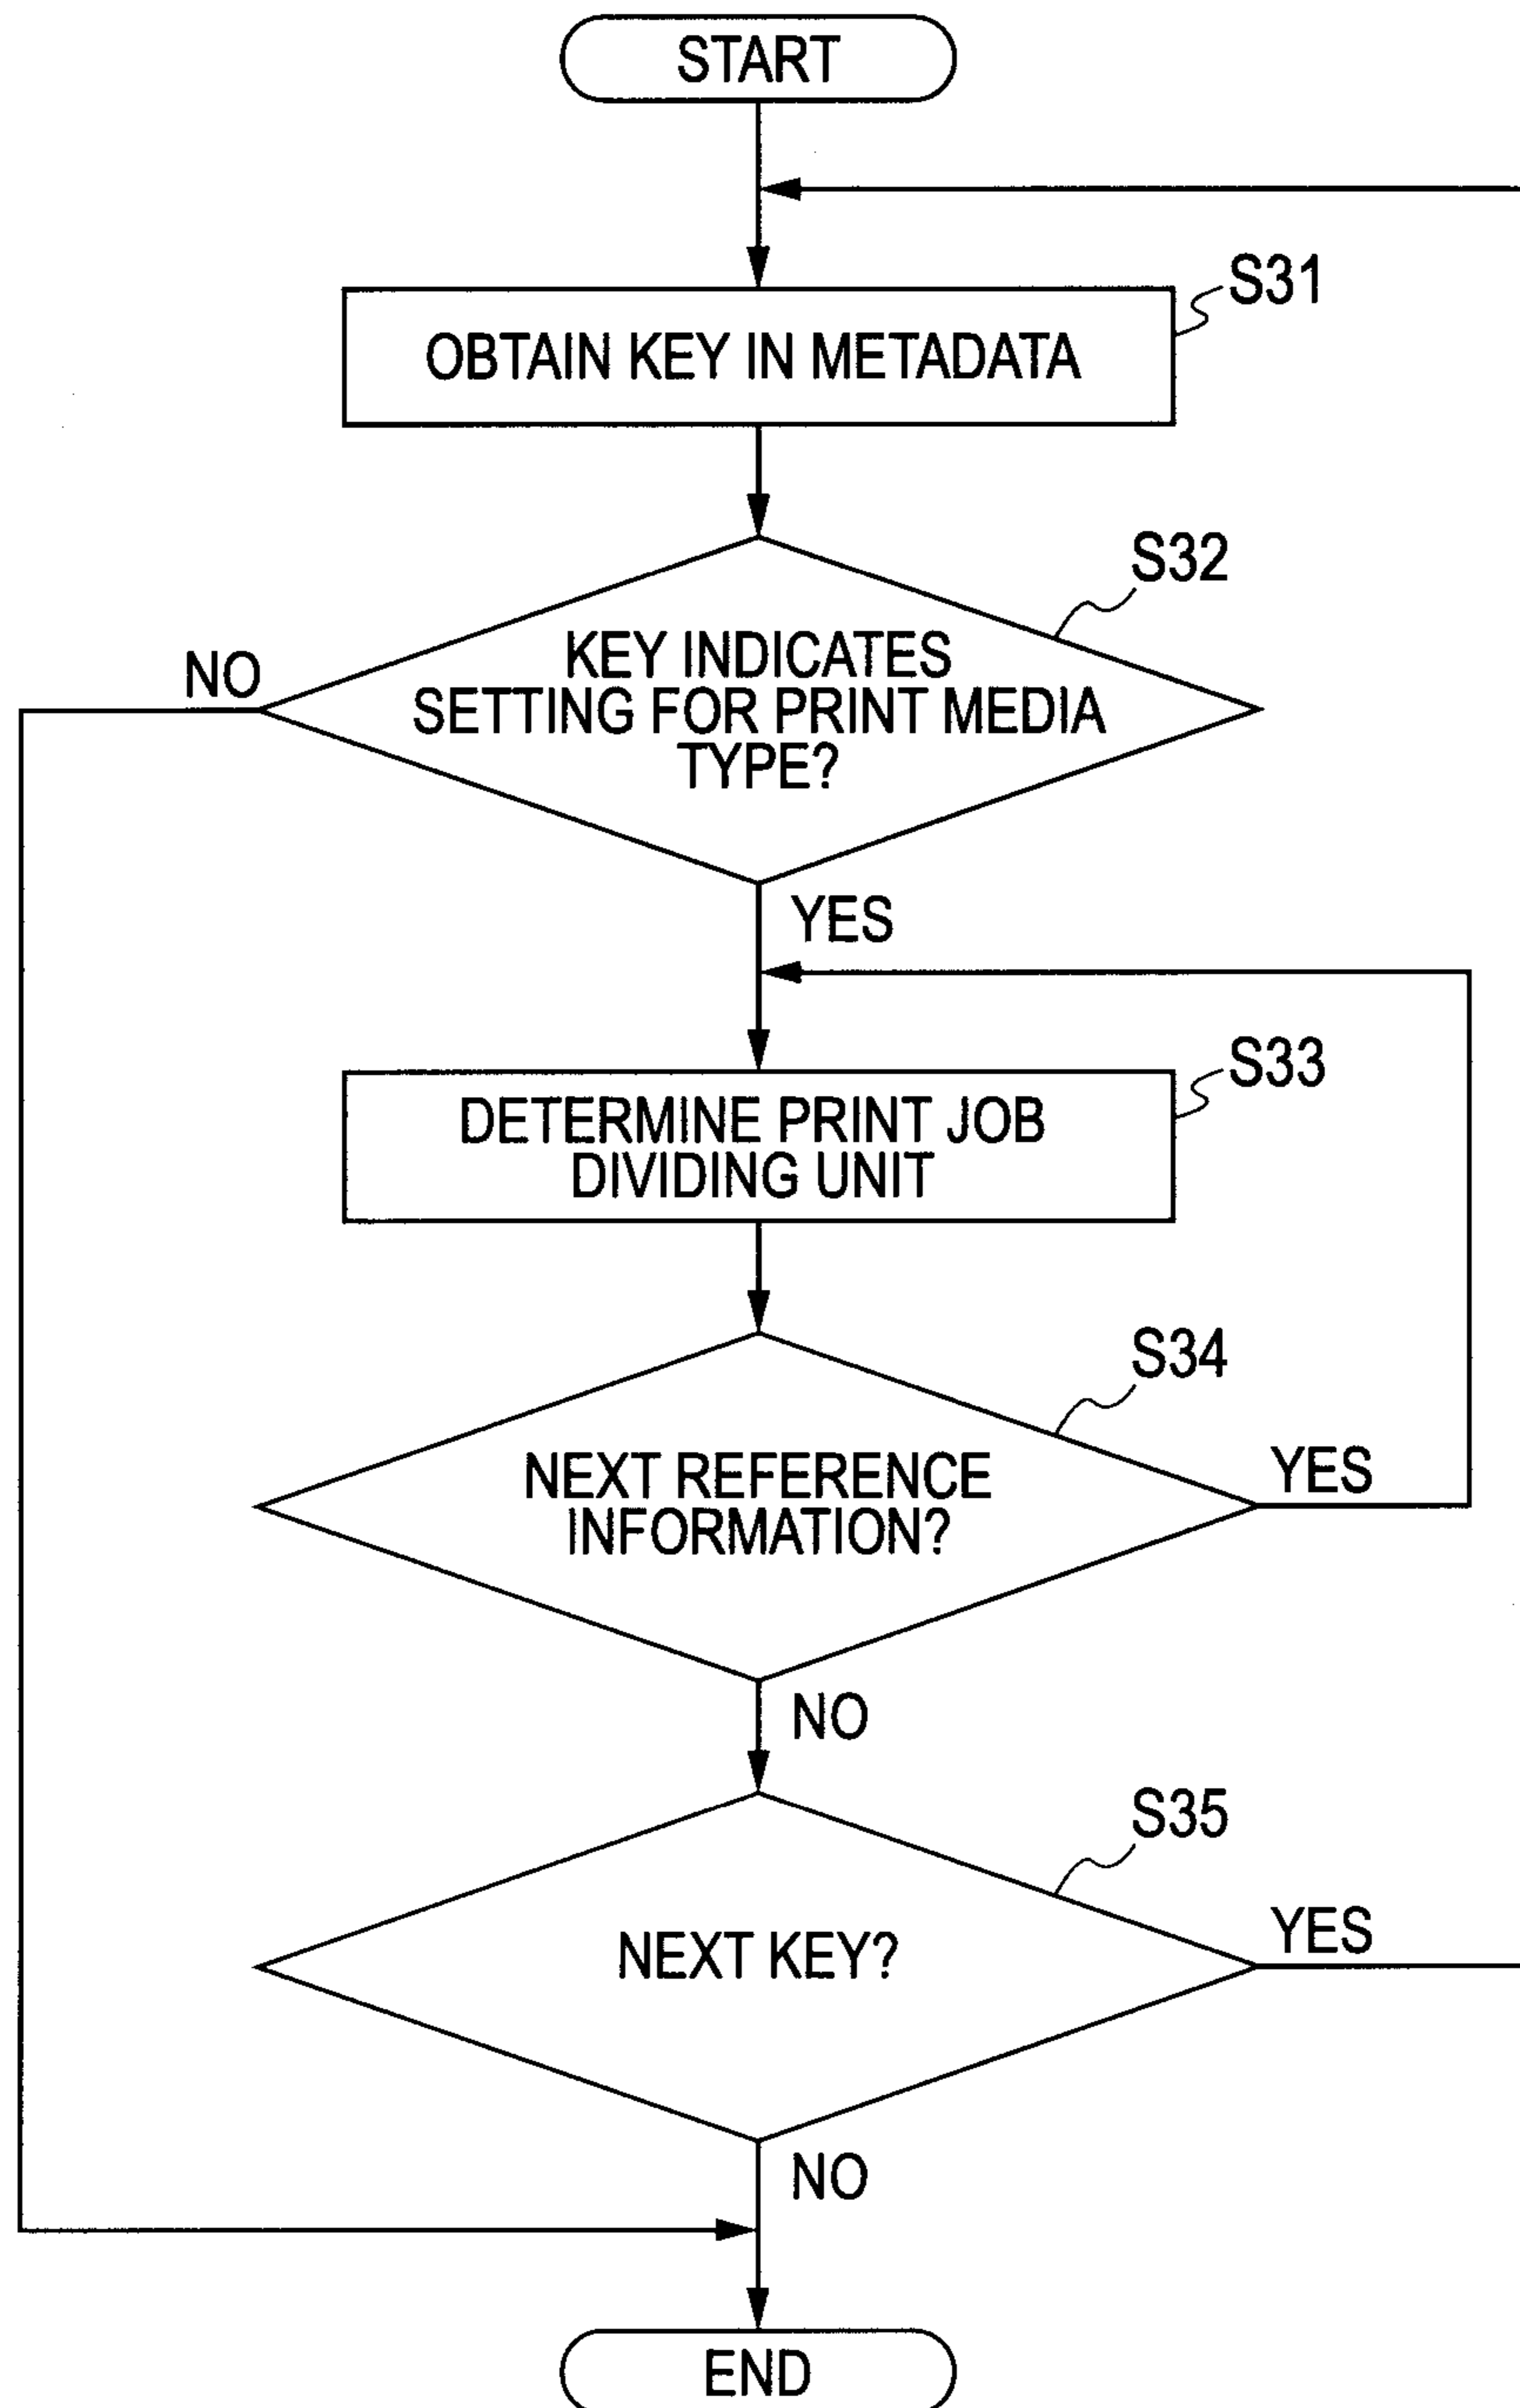 START
S31
OBTAIN KEY IN METADATA
S32
NO
KEY INDICATES
SETTING FOR PRINT MEDIA
TYPE?
YES
S33
DETERMINE PRINT JOB
DIVIDING UNIT
S34
NEXT REFERENCE
INFORMATION?
YES
NO
S35
NEXT KEY?
YES
NO
END